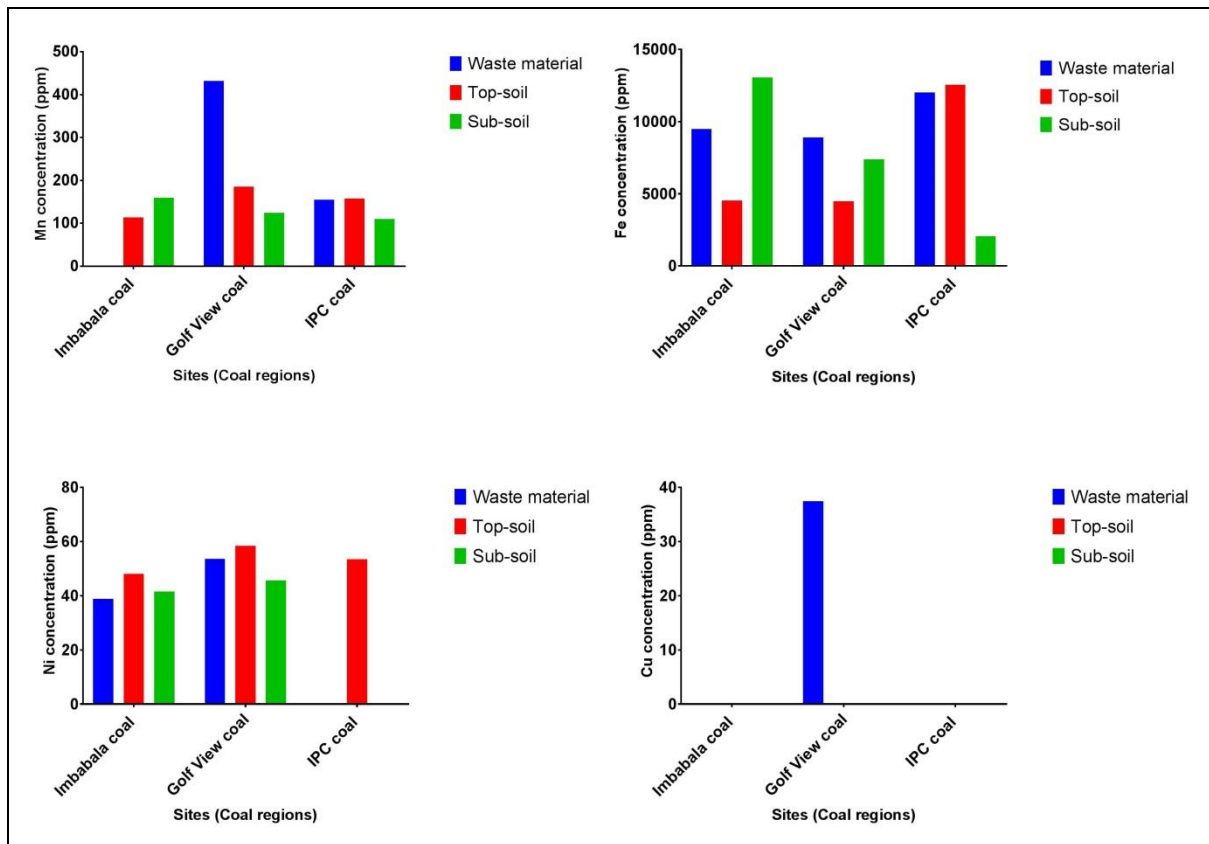 Mn concentration (ppm)
500
400
300
200
100
0
Imbabala coal
Golf View coal
IPC coal
Sites (Coal regions)
Waste material
Top-soil
Sub-soil
Fe concentration (ppm)
15000
10000
5000
0
Imbabala coal
Golf View coal
IPC coal
Sites (Coal regions)
Waste material
Top-soil
Sub-soil
Ni concentration (ppm)
80
60
40
20
0
Imbabala coal
Golf View coal
IPC coal
Sites (Coal regions)
Waste material
Top-soil
Sub-soil
Cu concentration (ppm)
40
30
20
10
0
Imbabala coal
Golf View coal
IPC coal
Sites (Coal regions)
Waste material
Top-soil
Sub-soil